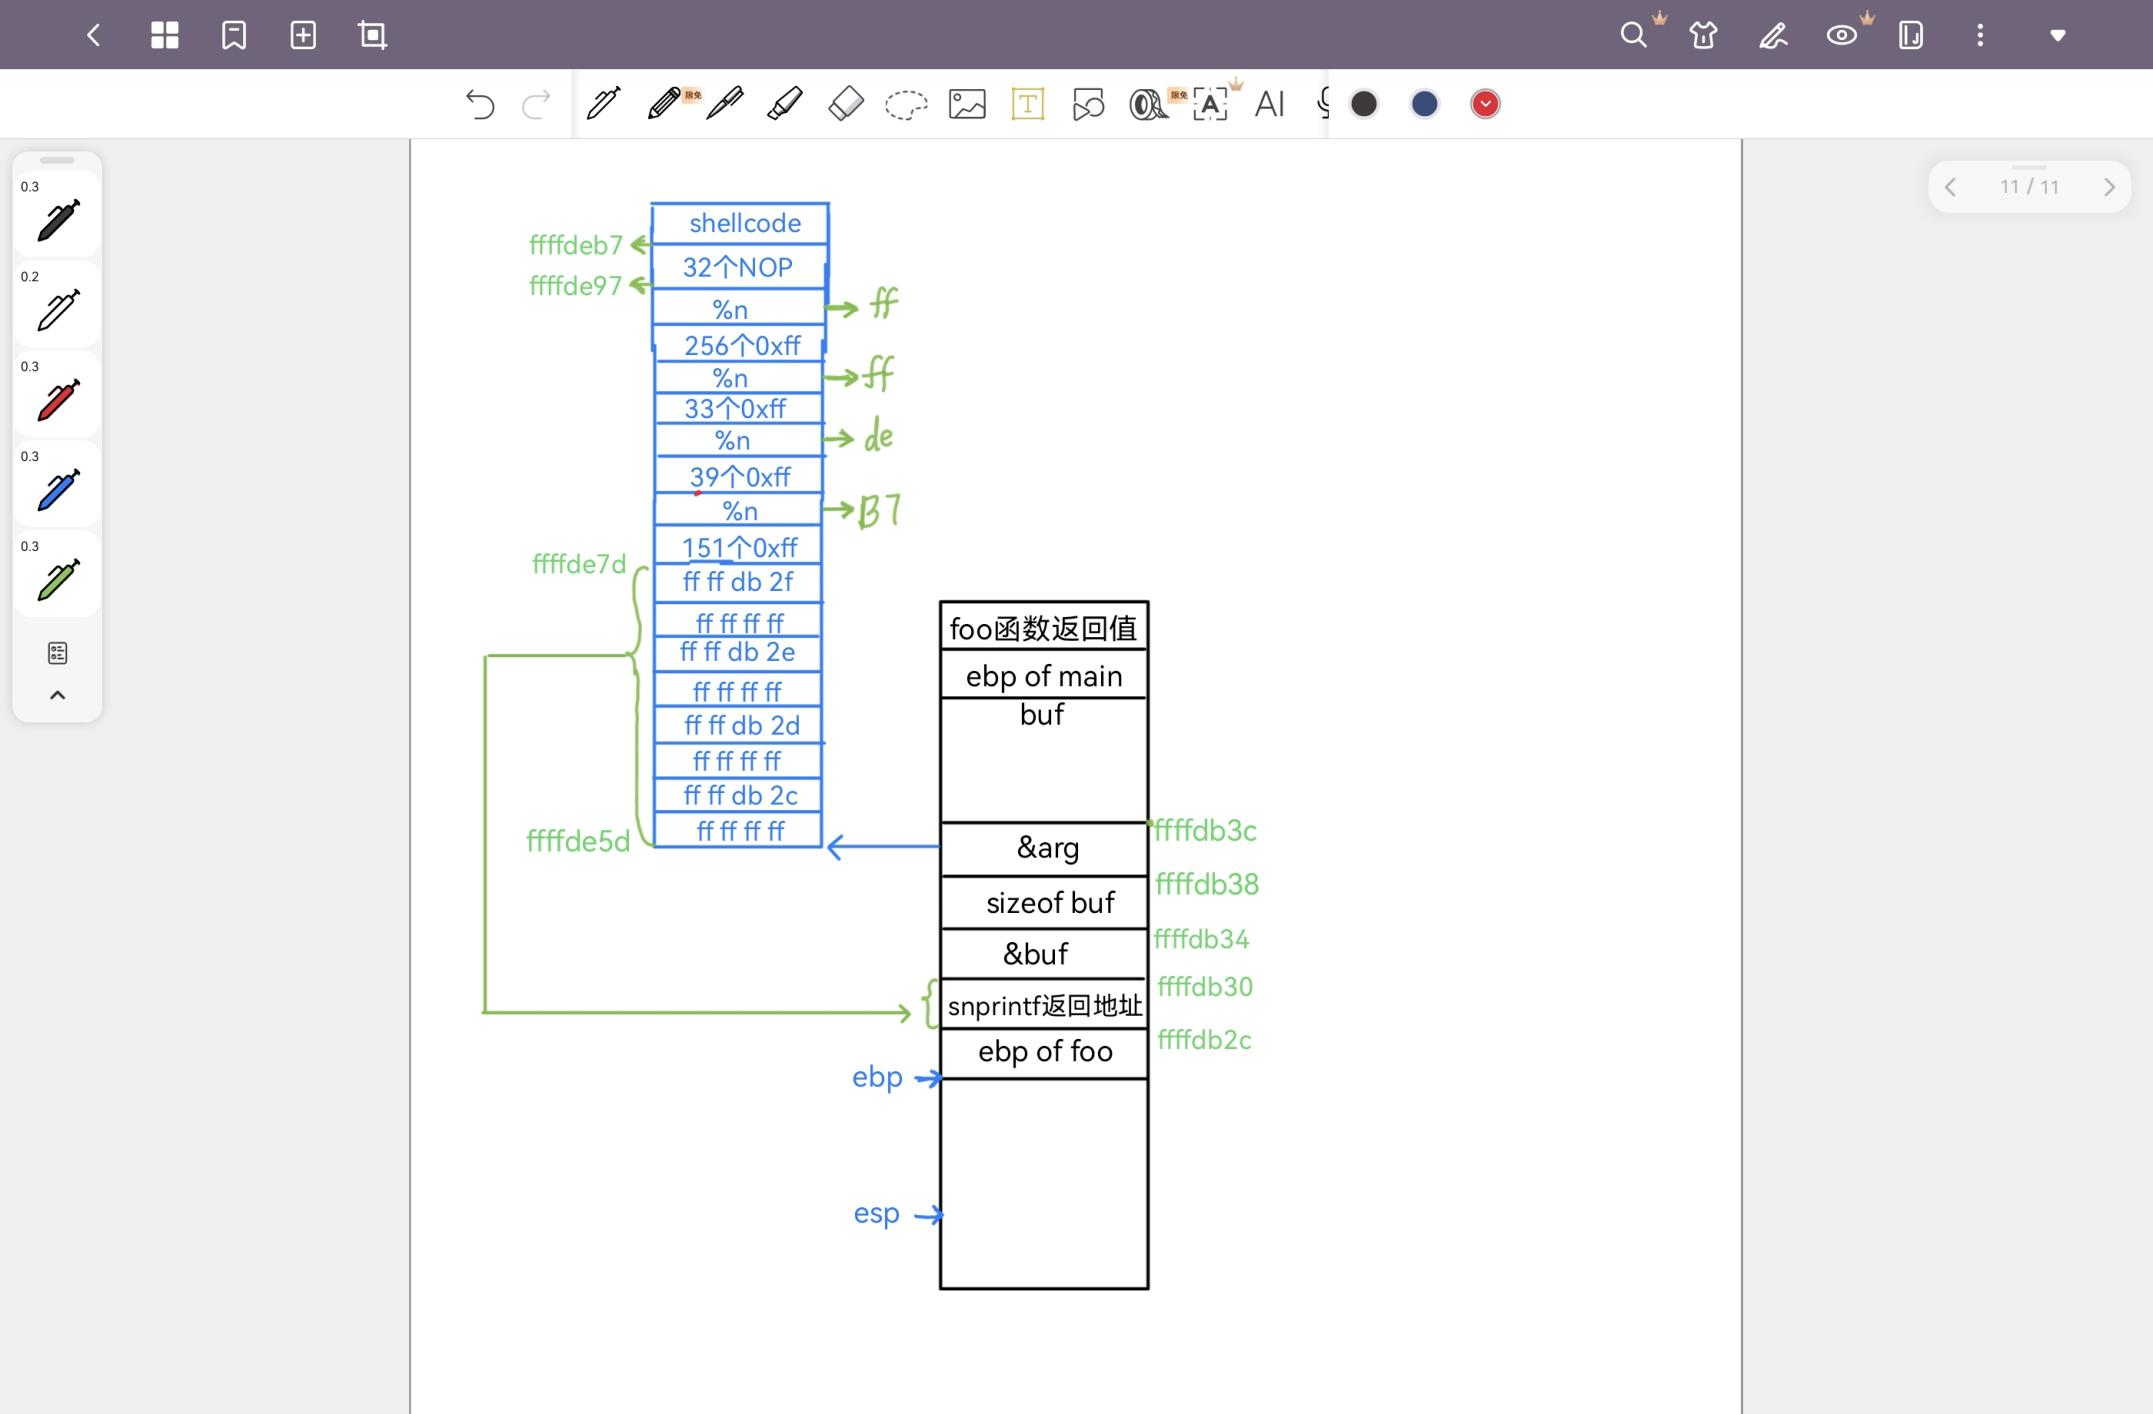 限免
限免
T
A
AI
0.3
0.2
0.3
0.3
0.3
11 / 11
shellcode
ffffdeb7
32个NOP
ffffde97
%n
ff
256个0xff
%n
ff
33个0xff
%n
de
39个0xff
%n
B7
151个0xff
ffffde7d
ff ff db 2f
ff ff ff ff
ff ff db 2e
ff ff ff ff
ff ff db 2d
ff ff ff ff
ff ff db 2c
ff ff ff ff
ffffde5d
foo函数返回值
ebp of main
buf
ffffdb3c
&arg
ffffdb38
sizeof buf
ffffdb34
&buf
ffffdb30
snprintf返回地址
ffffdb2c
ebp of foo
ebp
esp